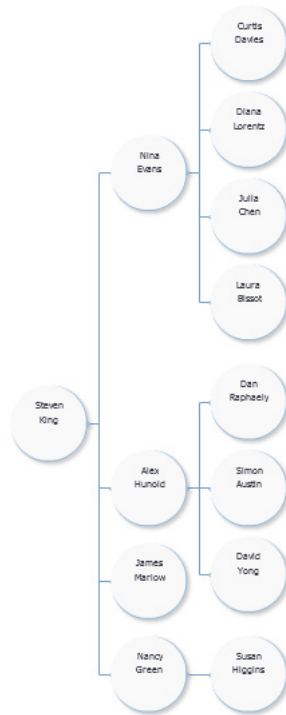 Curtis
Davies
Diana
Lorentz
Nina
Evans
Julia
Chen
Laura
Bissot
Dan
Raphaely
Steven
King
Alex
Hunold
Simon
Austin
James
Marlow
David
Yong
Nancy
Green
Susan
Higgins